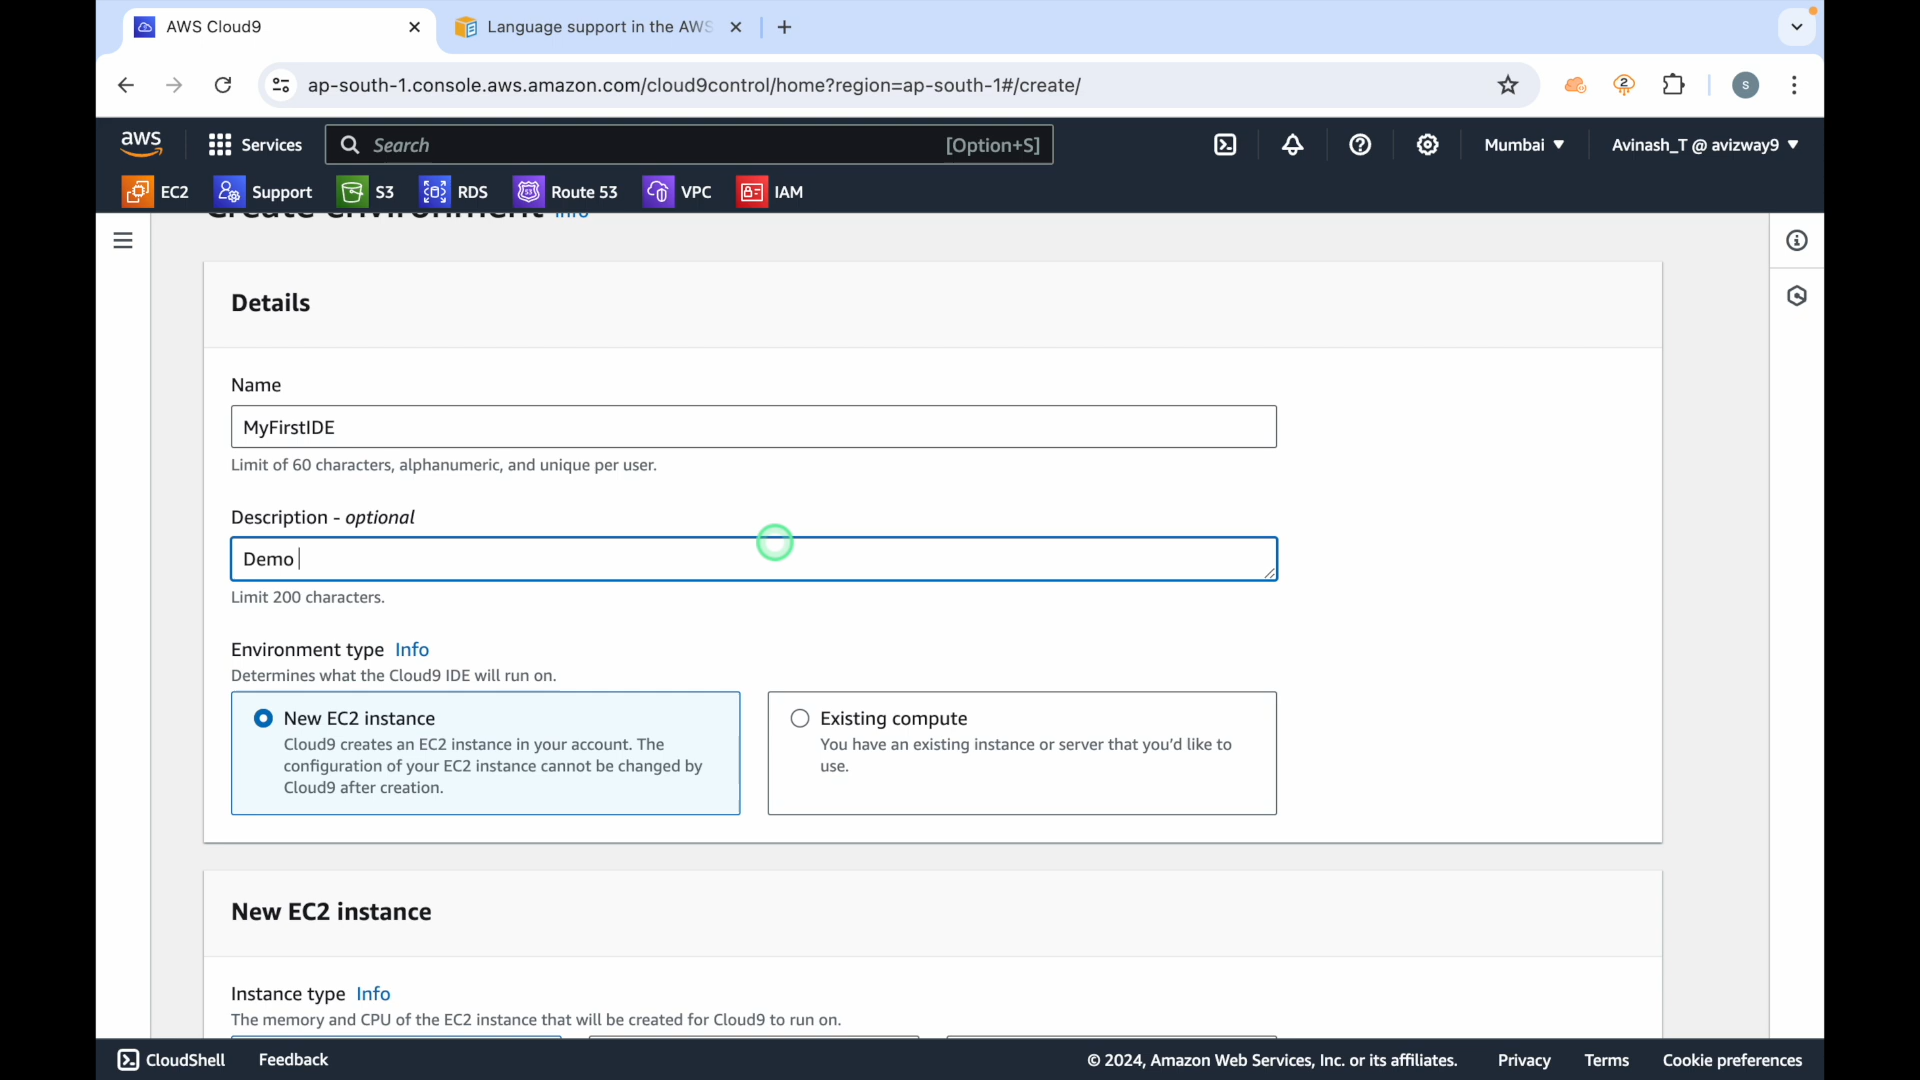 AWS Cloud9
Language support in the AWS
ap-south-1.console.aws.amazon.com/cloud9control/home?region=ap-south-1#/create/
2
S
aws
Services
Search
[Option+S]
Mumbai
Avinash_T @ avizway9
EC2
Support
S3
RDS
Route 53
VPC
IAM
Create environment Info
Details
Name
MyFirstIDE
Limit of 60 characters, alphanumeric, and unique per user.
Description - optional
Demo
Limit 200 characters.
Environment type Info
Determines what the Cloud9 IDE will run on.
New EC2 instance
Cloud9 creates an EC2 instance in your account. The
configuration of your EC2 instance cannot be changed by
Cloud9 after creation.
Existing compute
You have an existing instance or server that you'd like to
use.
New EC2 instance
Instance type Info
The memory and CPU of the EC2 instance that will be created for Cloud9 to run on.
CloudShell
Feedback
© 2024, Amazon Web Services, Inc. or its affiliates.
Privacy
Terms
Cookie preferences